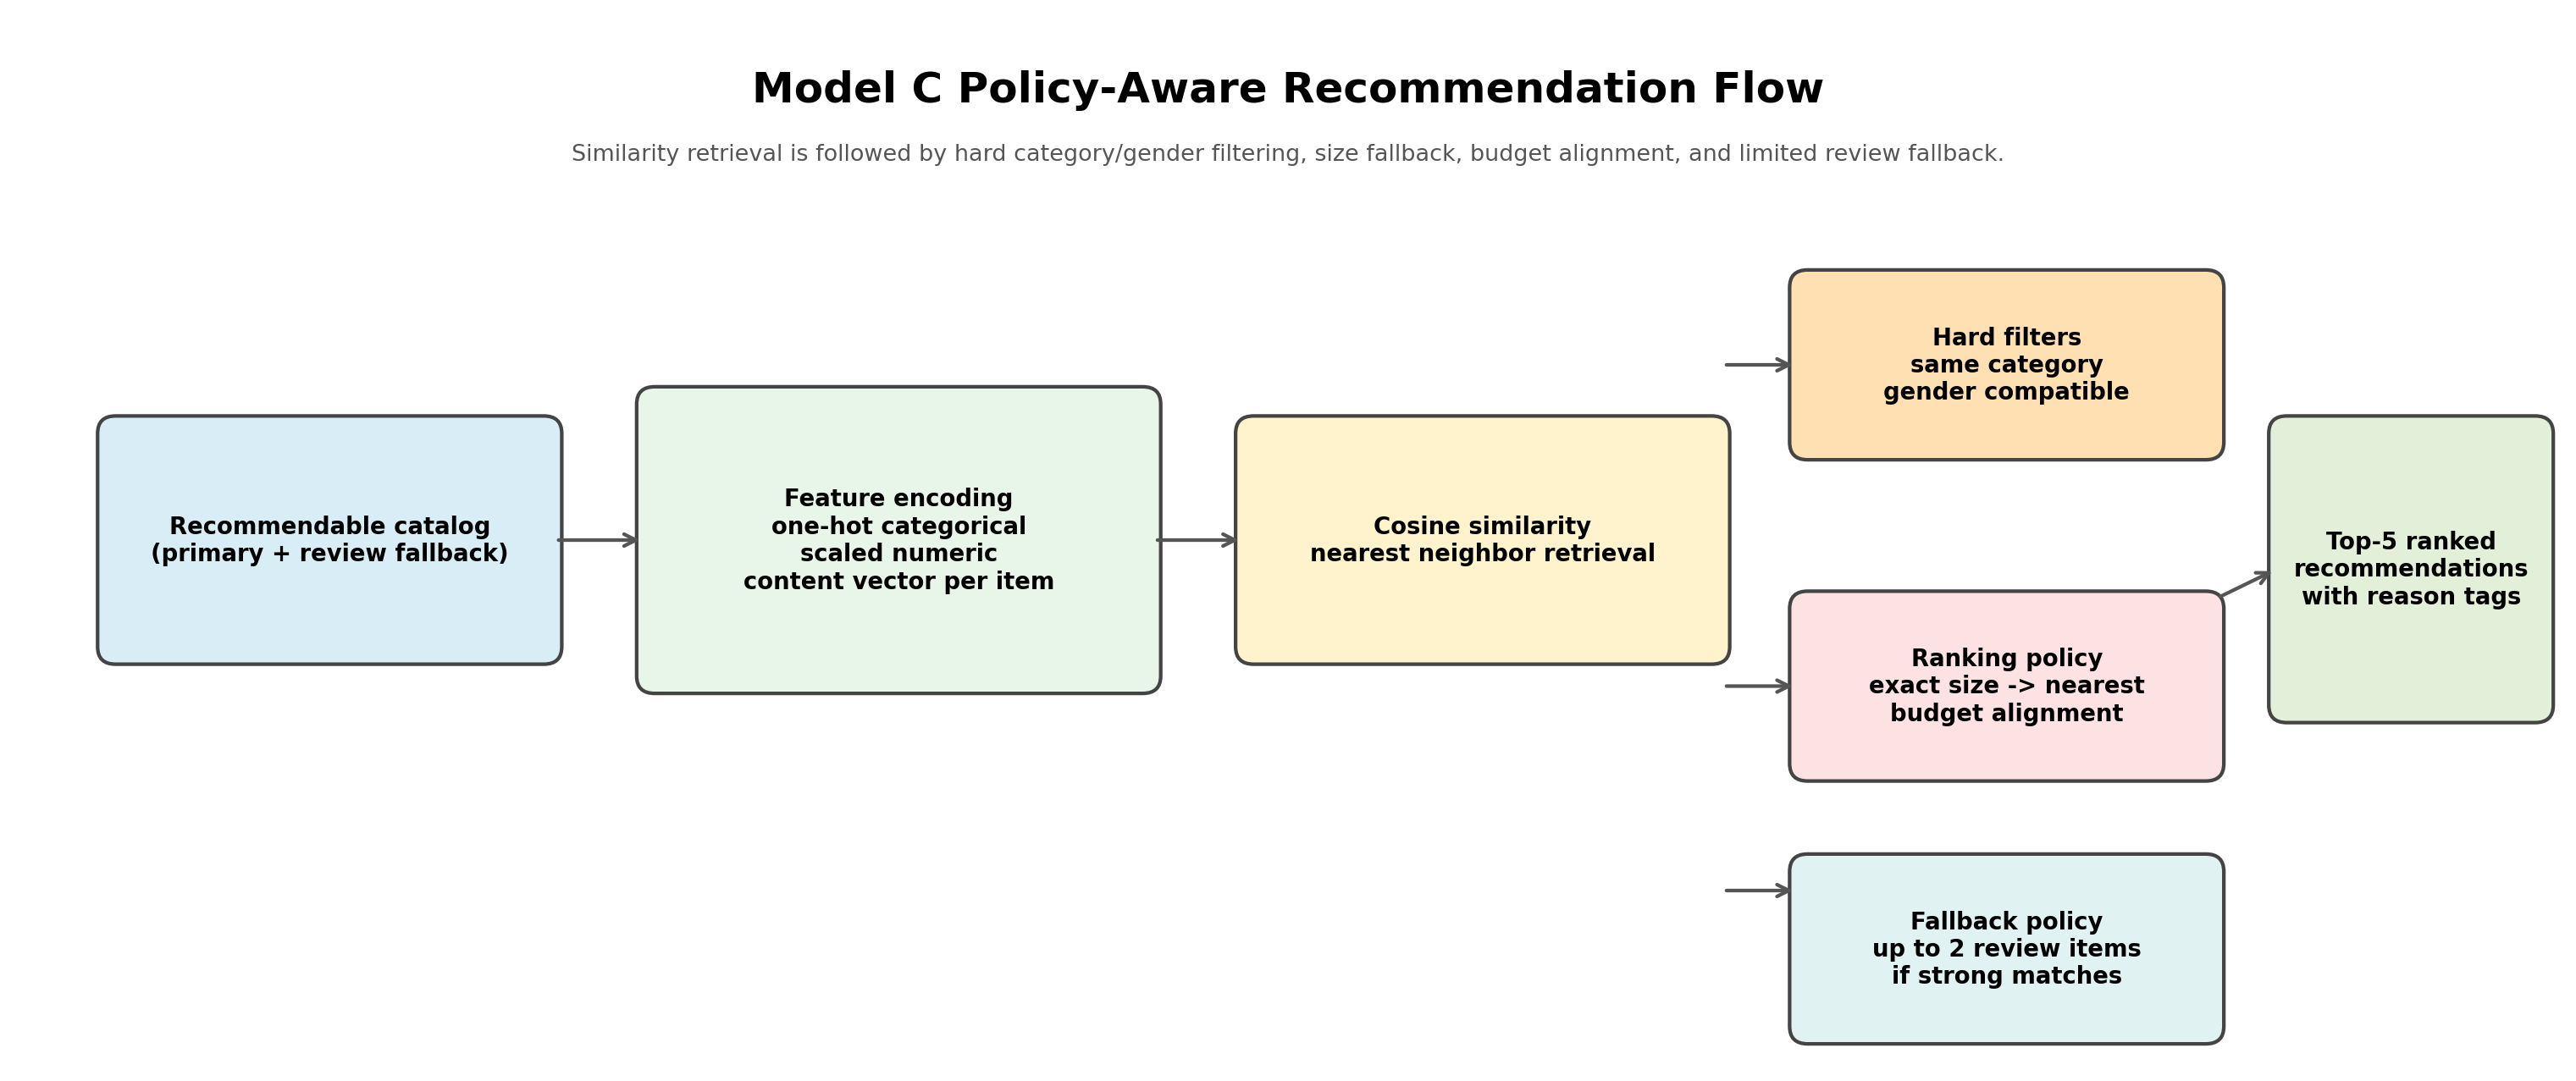 Model C Policy-Aware Recommendation Flow
Similarity retrieval is followed by hard category/gender filtering, size fallback, budget alignment, and limited review fallback.
Recommendable catalog
(primary + review fallback)
Feature encoding
one-hot categorical
scaled numeric
content vector per item
Cosine similarity
nearest neighbor retrieval
Hard filters
same category
gender compatible
Ranking policy
exact size -> nearest
budget alignment
Fallback policy
up to 2 review items
if strong matches
Top-5 ranked
recommendations
with reason tags